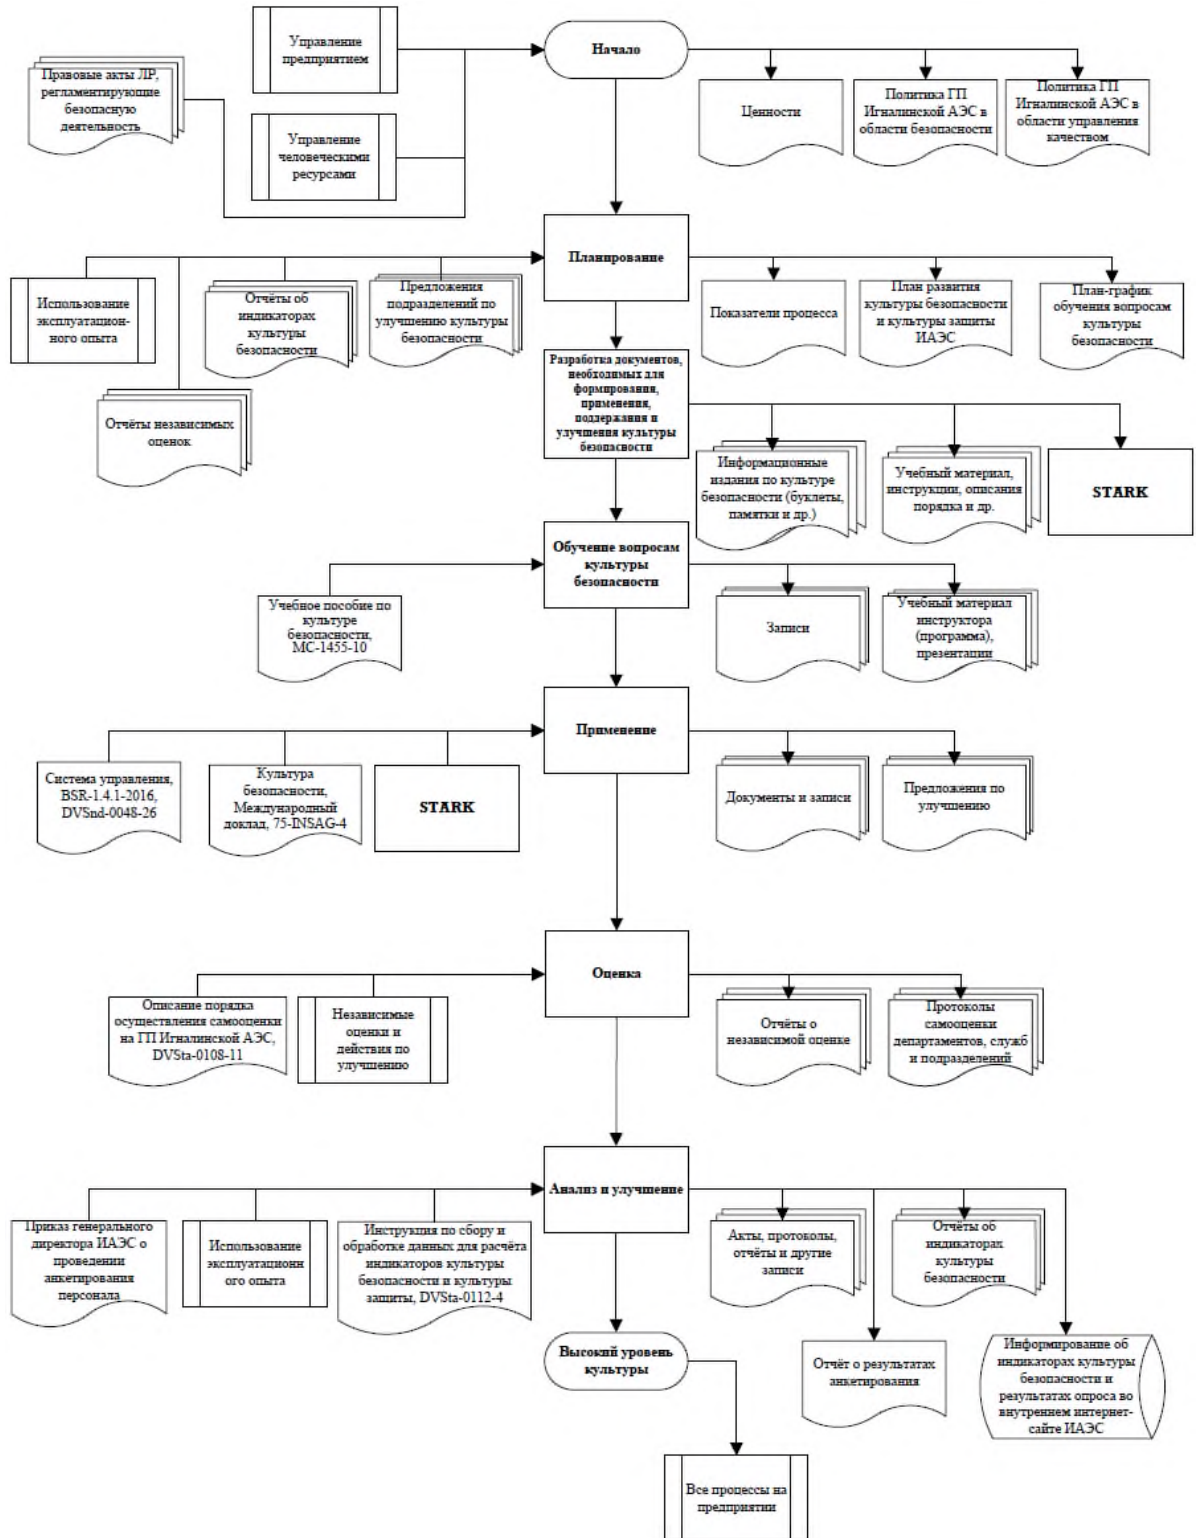 Управление
предприятием
Начало
Правовые акты ЛР,
регламентирующие
безопасную
деятельность
Ценности
Политика ГП
Игналинской АЭС в
области безопасности
Политика ГП
Игналинской АЭС в
области управления
качеством
Управление
человеческими
ресурсами
Планирование
Использование
эксплуатацион-
ного опыта
Отчёты об
индикаторах
культуры
безопасности
Предложения
подразделений по
улучшению культуры
безопасности
Показатели процесса
План развития
культуры безопасности
и культуры защиты
ИАЭС
План-график
обучения вопросам
культуры
безопасности
Отчёты независимых
оценок
Разработка документов,
необходимых для
формирования,
применения,
поддержания и
улучшения культуры
безопасности
Информационные
издания по культуре
безопасности (буклеты,
памятки и др.)
Учебный материал,
инструкции, описания
порядка и др.
STARK
Обучение вопросам
культуры
безопасности
Учебное пособие по
культуре
безопасности,
МС-1455-10
Записи
Учебный материал
инструктора
(программа),
презентации
Применение
Система управления,
BSR-1.4.1-2016,
DVSnd-0048-26
Культура
безопасности,
Международный
доклад, 75-INSAG-4
STARK
Документы и записи
Предложения по
улучшению
Оценка
Описание порядка
осуществления самооценки
на ГП Игналинской АЭС,
DVSta-0108-11
Независимые
оценки и
действия по
улучшению
Отчёты о
независимой оценке
Протоколы
самооценки
департаментов, служб
и подразделений
Анализ и улучшение
Приказ генерального
директора ИАЭС о
проведении
анкетирования
персонала
Использование
эксплуатационн
ого опыта
Инструкция по сбору и
обработке данных для расчёта
индикаторов культуры
безопасности и культуры
защиты, DVSta-0112-4
Акты, протоколы,
отчёты и другие
записи
Отчёты об
индикаторах
культуры
безопасности
Высокий уровень
культуры
Отчёт о результатах
анкетирования
Информирование об
индикаторах культуры
безопасности и
результатах опроса во
внутреннем интернет-
сайте ИАЭС
Все процессы на
предприятии